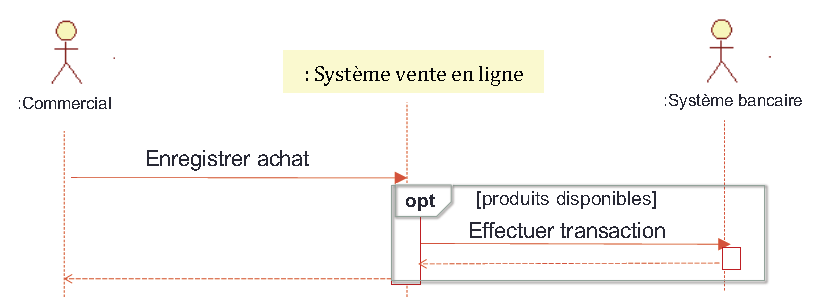 : Système vente en ligne
:Commercial
:Système bancaire
Enregistrer achat
opt
[produits disponibles]
Effectuer transaction